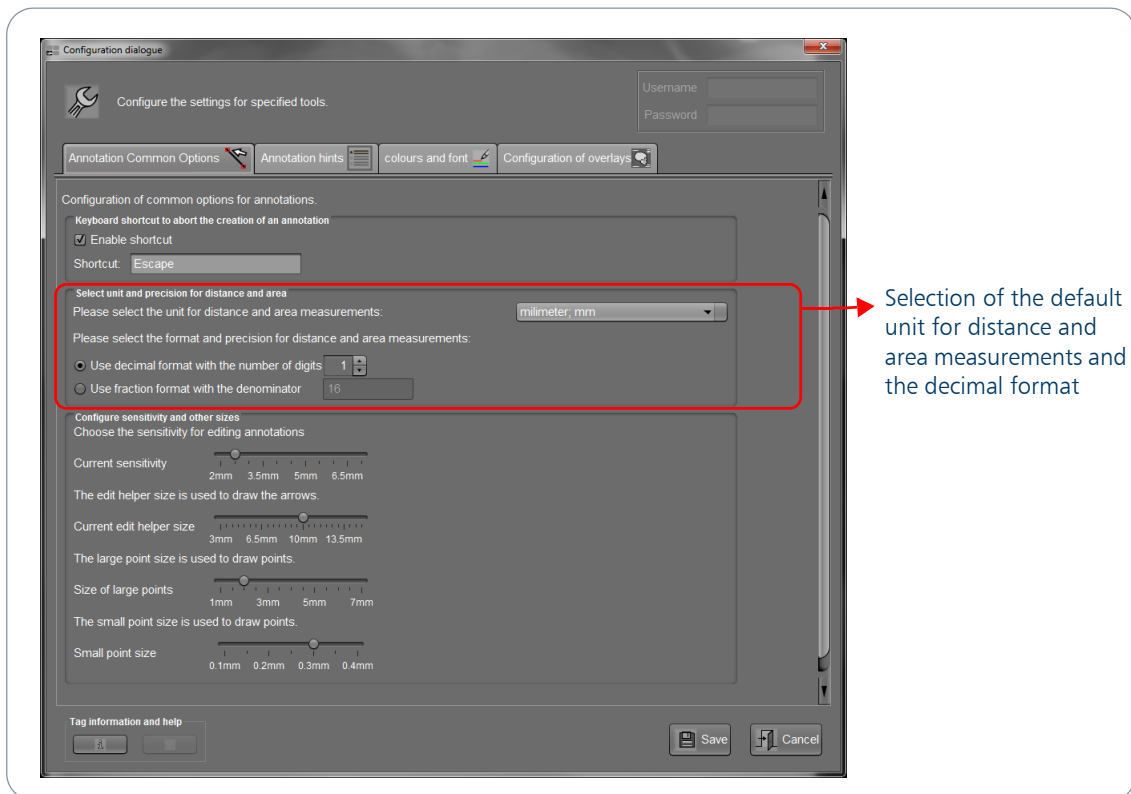 Configuration dialogue
x
Configure the settings for specified tools.
Username
Password
Annotation Common Options
Annotation hints
colours and font
Configuration of overlays
Configuration of common options for annotations.
Keyboard shortcut to abort the creation of an annotation
Enable shortcut
Shortcut: Escape
Select unit and precision for distance and area
Please select the unit for distance and area measurements: milimeter; mm
Please select the format and precision for distance and area measurements:
Use decimal format with the number of digits 1
Use fraction format with the denominator 16
Selection of the default
unit for distance and
area measurements and
the decimal format
Configure sensitivity and other sizes
Choose the sensitivity for editing annotations
Current sensitivity
2mm 3.5mm 5mm 6.5mm
The edit helper size is used to draw the arrows.
Current edit helper size
3mm 6.5mm 10mm 13.5mm
The large point size is used to draw points.
Size of large points
1mm 3mm 5mm 7mm
The small point size is used to draw points.
Small point size
0.1mm 0.2mm 0.3mm 0.4mm
Tag information and help
i
Save
Cancel